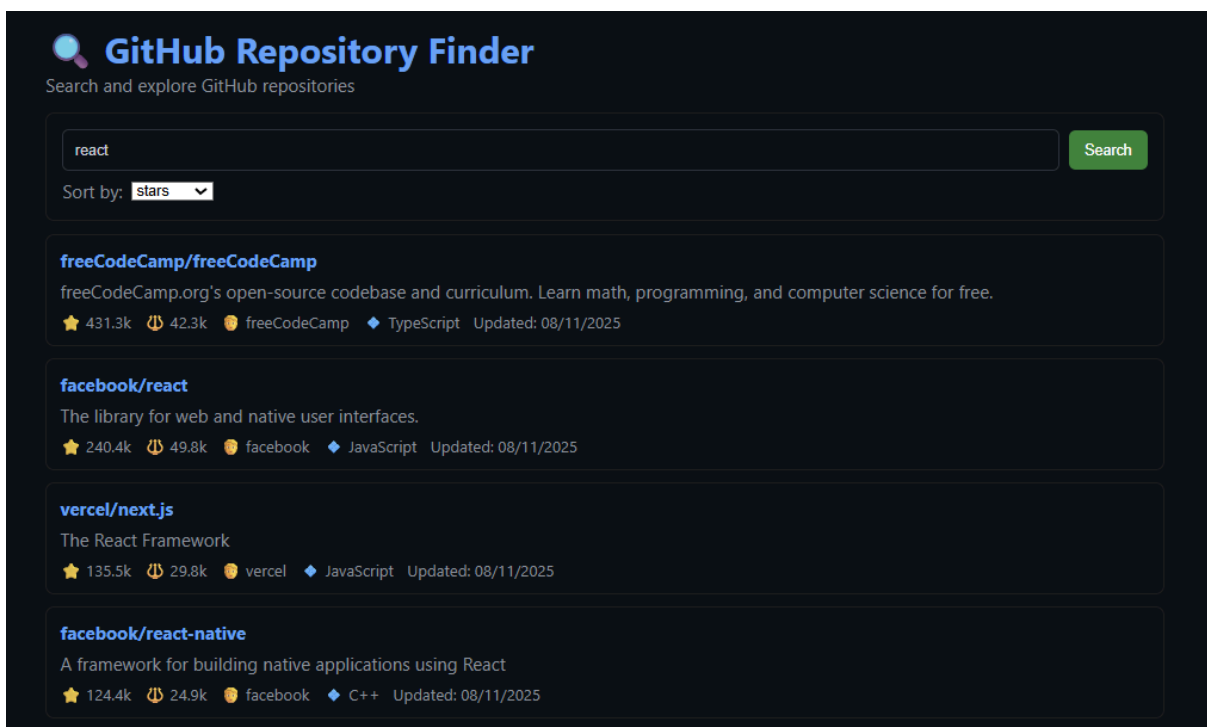 GitHub Repository Finder
Search and explore GitHub repositories
react
Search
Sort by: stars
freeCodeCamp/freeCodeCamp
freeCodeCamp.org's open-source codebase and curriculum. Learn math, programming, and computer science for free.
431.3k 42.3k freeCodeCamp TypeScript Updated: 08/11/2025
facebook/react
The library for web and native user interfaces.
240.4k 49.8k facebook JavaScript Updated: 08/11/2025
vercel/next.js
The React Framework
135.5k 29.8k vercel JavaScript Updated: 08/11/2025
facebook/react-native
A framework for building native applications using React
124.4k 24.9k facebook C++ Updated: 08/11/2025